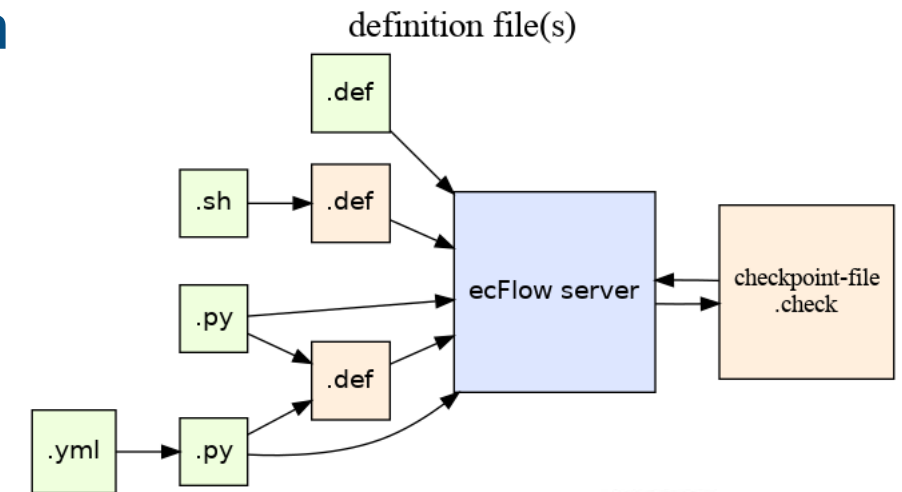 definition file(s)
.def
.sh
.def
.py
.def
.yml
.py
ecFlow server
checkpoint-file
.check